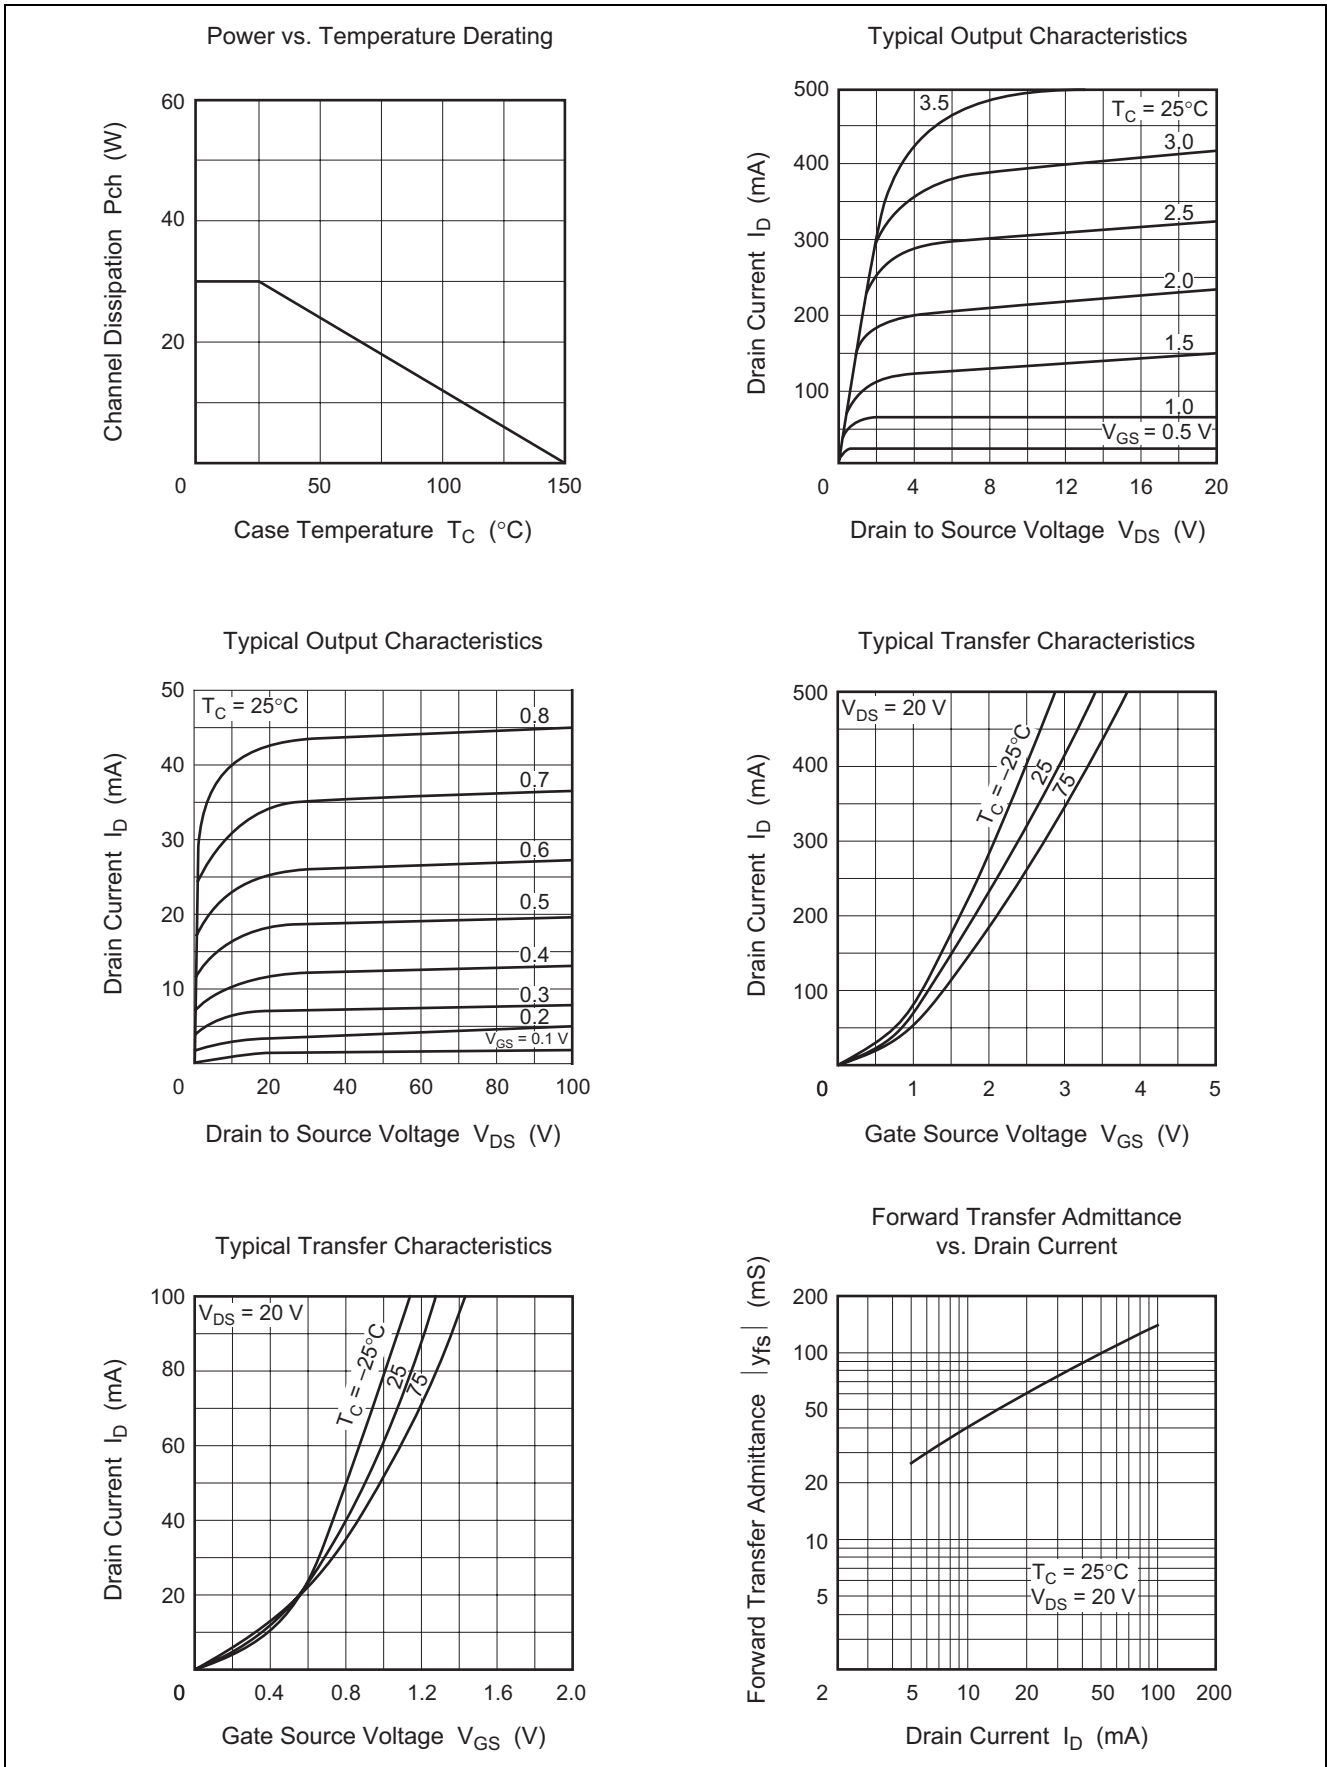 Power vs. Temperature Derating
60
40
20
0
50
100
150
Channel Dissipation Pch (W)
Case Temperature TC (°C)
Typical Output Characteristics
500
400
300
200
100
0
4
8
12
16
20
3.5
TC = 25°C
3.0
2.5
2.0
1.5
1.0
VGS = 0.5 V
Drain Current ID (mA)
Drain to Source Voltage VDS (V)
Typical Output Characteristics
50
40
30
20
10
0
20
40
60
80
100
TC = 25°C
0.8
0.7
0.6
0.5
0.4
0.3
0.2
VGS = 0.1 V
Drain Current ID (mA)
Drain to Source Voltage VDS (V)
Typical Transfer Characteristics
500
400
300
200
100
0
1
2
3
4
5
VDS = 20 V
TC = –25°C
25
75
Drain Current ID (mA)
Gate Source Voltage VGS (V)
Typical Transfer Characteristics
100
80
60
40
20
0
0.4
0.8
1.2
1.6
2.0
VDS = 20 V
TC = –25°C
25
75
Drain Current ID (mA)
Gate Source Voltage VGS (V)
Forward Transfer Admittance
vs. Drain Current
200
100
50
20
10
5
2
5
10
20
50
100
200
TC = 25°C
VDS = 20 V
Forward Transfer Admittance |yfs| (mS)
Drain Current ID (mA)